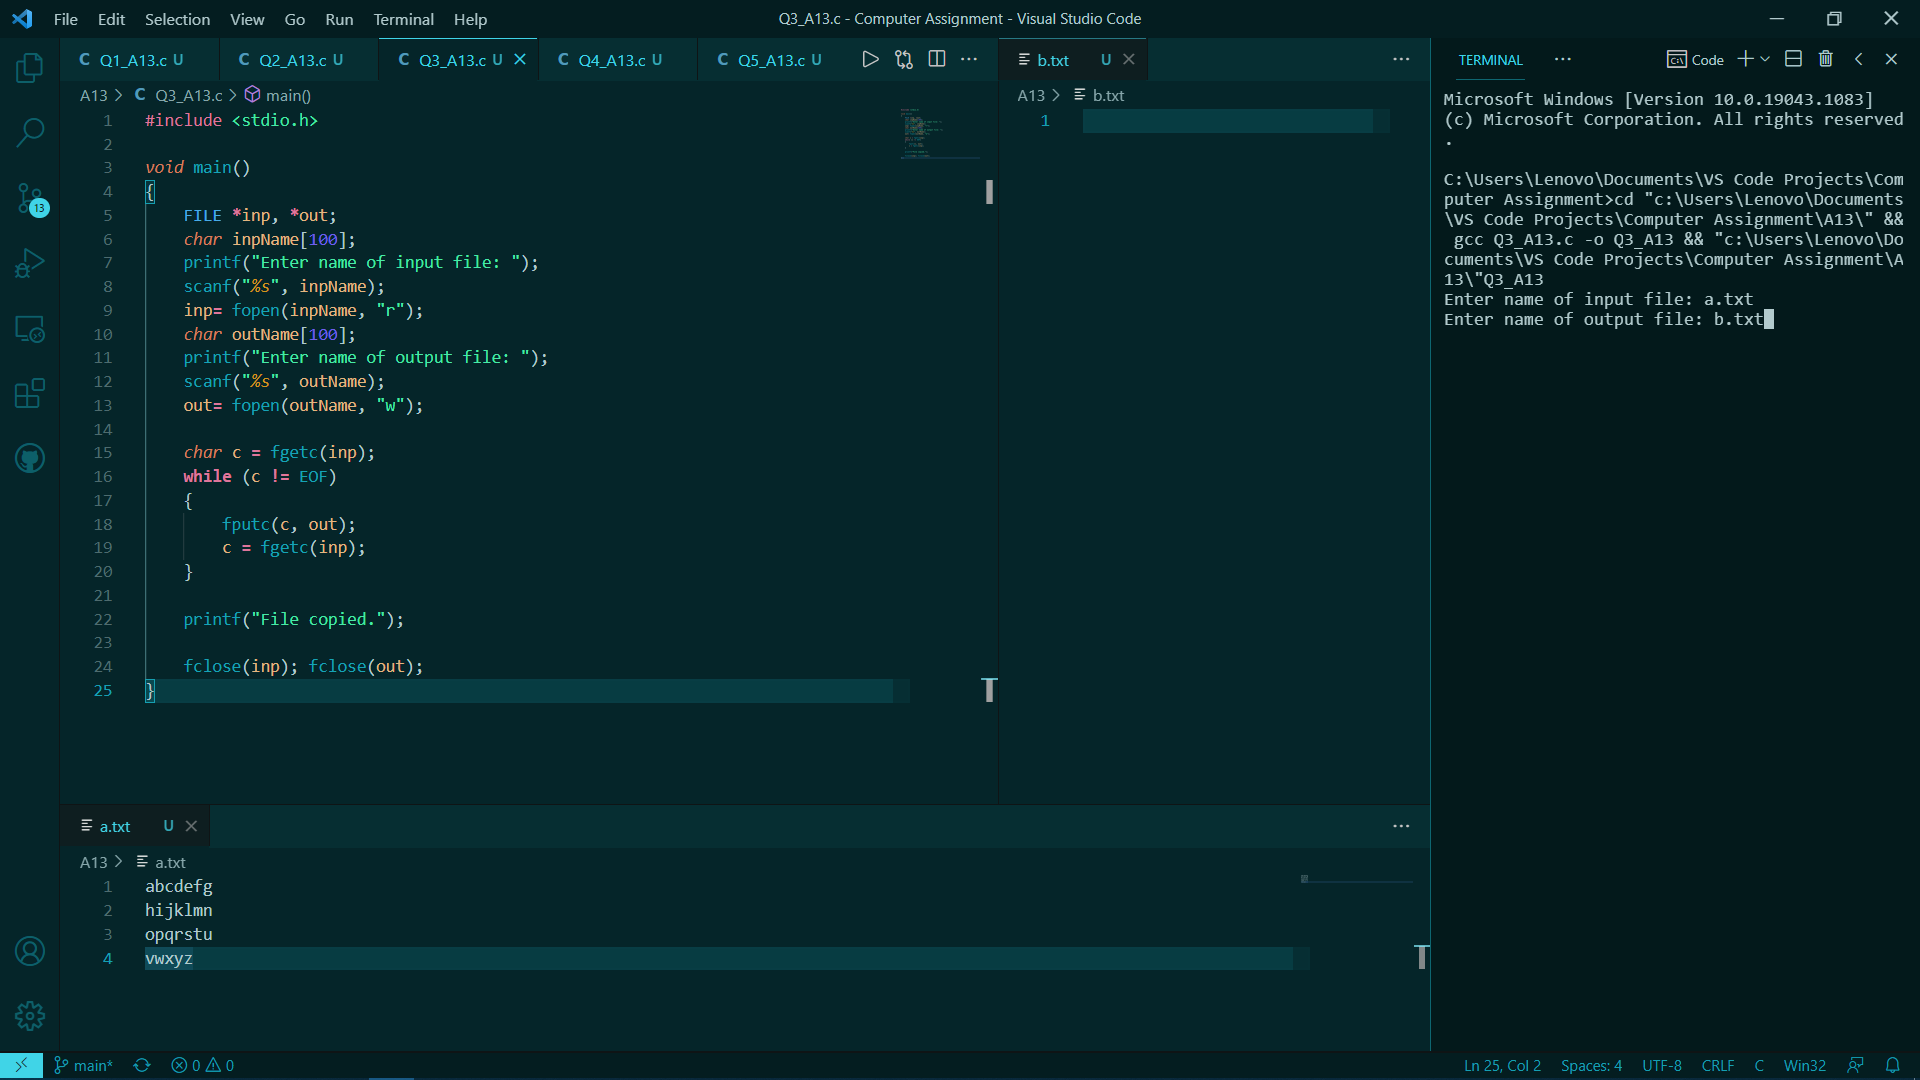 File Edit Selection View Go Run Terminal Help
Q3_A13.c - Computer Assignment - Visual Studio Code
C Q1_A13.c U
C Q2_A13.c U
C Q3_A13.c U
C Q4_A13.c U
C Q5_A13.c U
A13 > C Q3_A13.c > main()
1 #include <stdio.h>
2
3 void main()
4 {
5 FILE *inp, *out;
6 char inpName[100];
7 printf("Enter name of input file: ");
8 scanf("%s", inpName);
9 inp= fopen(inpName, "r");
10 char outName[100];
11 printf("Enter name of output file: ");
12 scanf("%s", outName);
13 out= fopen(outName, "w");
14
15 char c = fgetc(inp);
16 while (c != EOF)
17 {
18 fputc(c, out);
19 c = fgetc(inp);
20 }
21
22 printf("File copied.");
23
24 fclose(inp); fclose(out);
25 }
b.txt U
A13 > b.txt
1
a.txt U
A13 > a.txt
1 abcdefg
2 hijklmn
3 opqrstu
4 vwxyz
TERMINAL
Code
Microsoft Windows [Version 10.0.19043.1083]
(c) Microsoft Corporation. All rights reserved
.
C:\Users\Lenovo\Documents\VS Code Projects\Com
puter Assignment>cd "c:\Users\Lenovo\Documents
\VS Code Projects\Computer Assignment\A13\" &&
gcc Q3_A13.c -o Q3_A13 && "c:\Users\Lenovo\Do
cuments\VS Code Projects\Computer Assignment\A
13\"Q3_A13
Enter name of input file: a.txt
Enter name of output file: b.txt
13
main*
0 0
Ln 25, Col 2
Spaces: 4
UTF-8
CRLF
C
Win32